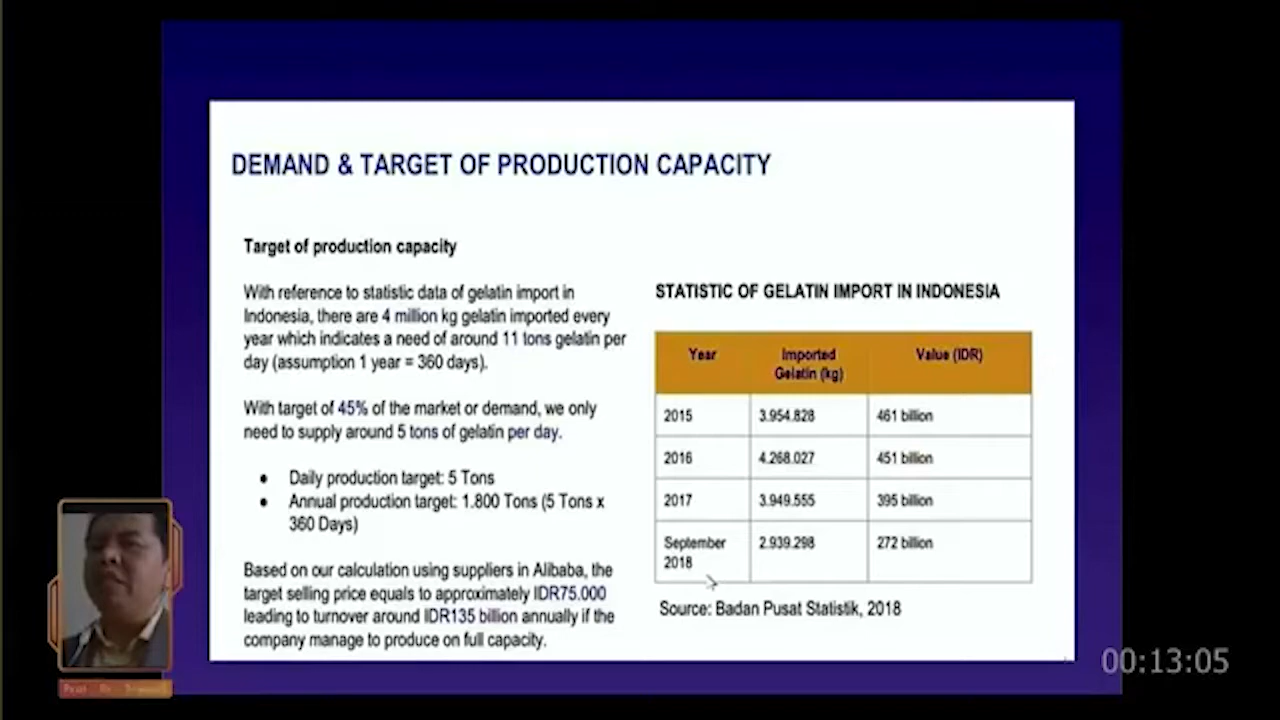 DEMAND & TARGET OF PRODUCTION CAPACITY
Target of production capacity
With reference to statistic data of gelatin import in
Indonesia, there are 4 million kg gelatin imported every
year which indicates a need of around 11 tons gelatin per
day (assumption 1 year = 360 days).
With target of 45% of the market or demand, we only
need to supply around 5 tons of gelatin per day.
• Daily production target: 5 Tons
• Annual production target: 1.800 Tons (5 Tons x
360 Days)
Based on our calculation using suppliers in Alibaba, the
target selling price equals to approximately IDR75.000
leading to turnover around IDR135 billion annually if the
company manage to produce on full capacity.
STATISTIC OF GELATIN IMPORT IN INDONESIA
Year Imported Gelatin (kg) Value (IDR)
2015 3.954.828 461 billion
2016 4.268.027 451 billion
2017 3.949.555 395 billion
September 2018 2.939.298 272 billion
Source: Badan Pusat Statistik, 2018
00:13:05